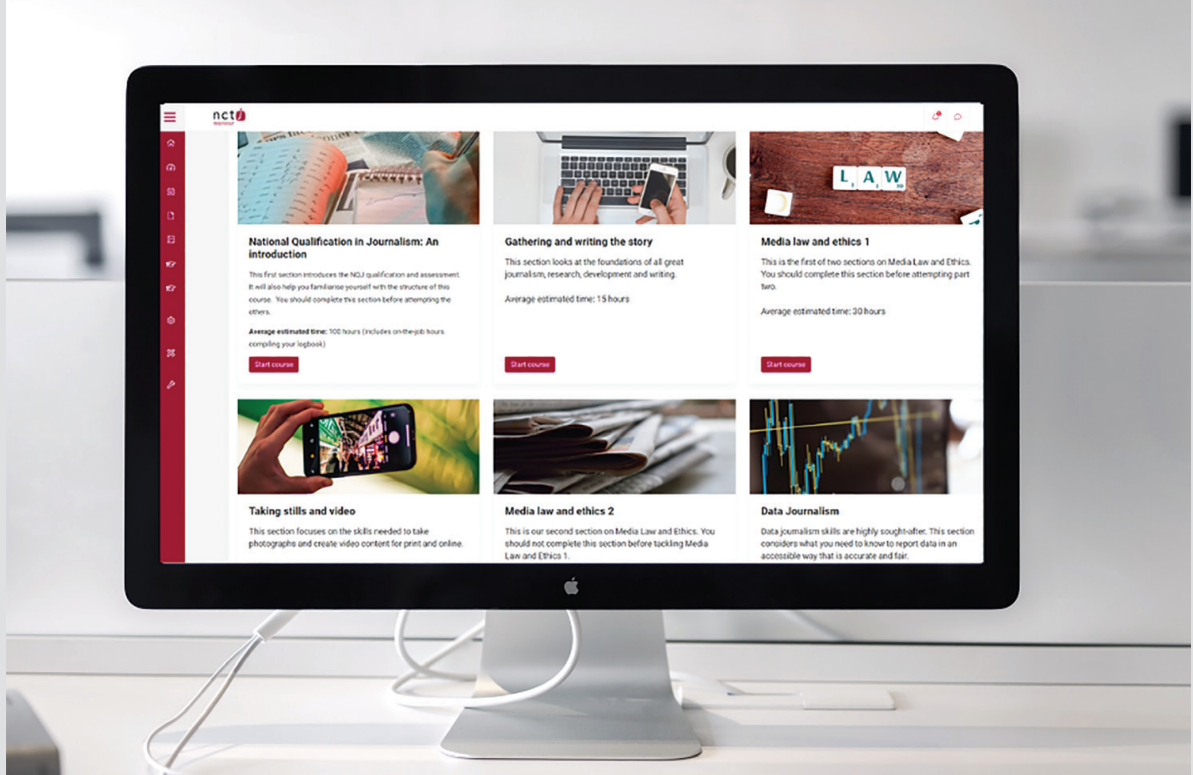 nctj
National Qualification in Journalism: An
introduction
This first section introduces the NQJ qualification and assessment.
It will also help you familiarise yourself with the structure of this
course. You should complete this section before attempting the
others.
Average estimated time: 100 hours (includes on-the-job hours
compiling your logbook)
Start course
Gathering and writing the story
This section looks at the foundations of all great
journalism, research, development and writing.
Average estimated time: 15 hours
Start course
LAW
Media law and ethics 1
This is the first of two sections on Media Law and Ethics.
You should complete this section before attempting part
two.
Average estimated time: 30 hours
Start course
Taking stills and video
This section focuses on the skills needed to take
photographs and create video content for print and online.
Media law and ethics 2
This is our second section on Media Law and Ethics. You
should not complete this section before tackling Media
Law and Ethics 1.
Data Journalism
Data journalism skills are highly sought-after. This section
considers what you need to know to report data in an
accessible way that is accurate and fair.